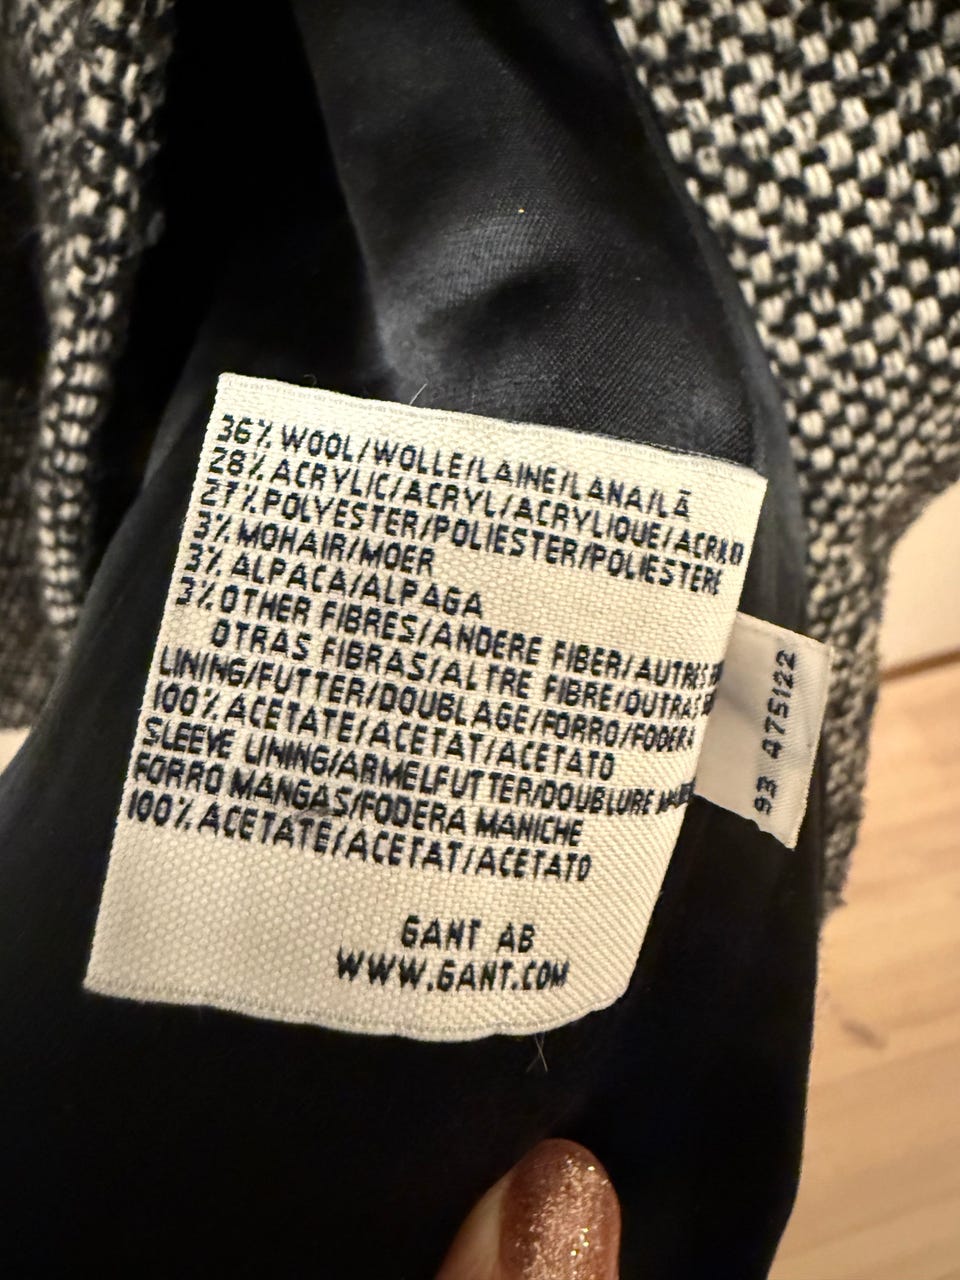 36% WOOL/WOLLE/LAINE/LANA/LÃ
28% ACRYLIC/ACRYL/ACRYLIQUE/
27% POLYESTER/POLIESTER/POLIESTERE
3% MOHAIR/MOER
3% ALPACA/ALPAGA
3% OTHER FIBRES/ANDERE FIBER/AUTRES
OTRAS FIBRAS/ALTRE FIBRE/OUTRAS
LINING/FUTTER/DOUBLAGE/FORRO/FODERA
100% ACETATE/ACETAT/ACETATO
SLEEVE LINING/ARMELFUTTER/DOUBLURE
FORRO MANGAS/FODERA MANICHE
100% ACETATE/ACETAT/ACETATO
GANT AB
WWW.GANT.COM
93 475122